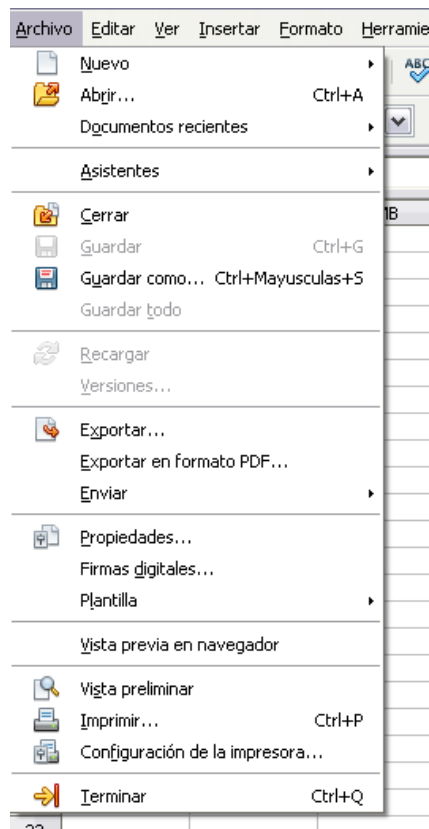 Archivo Editar Ver Insertar Formato Herramie
Nuevo
ABC
Abrir... Ctrl+A
Documentos recientes
Asistentes
Cerrar
Guardar Ctrl+G
Guardar como... Ctrl+Mayusculas+S
Guardar todo
Recargar
Versiones...
Exportar...
Exportar en formato PDF...
Enviar
Propiedades...
Firmas digitales...
Plantilla
Vista previa en navegador
Vista preliminar
Imprimir... Ctrl+P
Configuración de la impresora...
Terminar Ctrl+Q